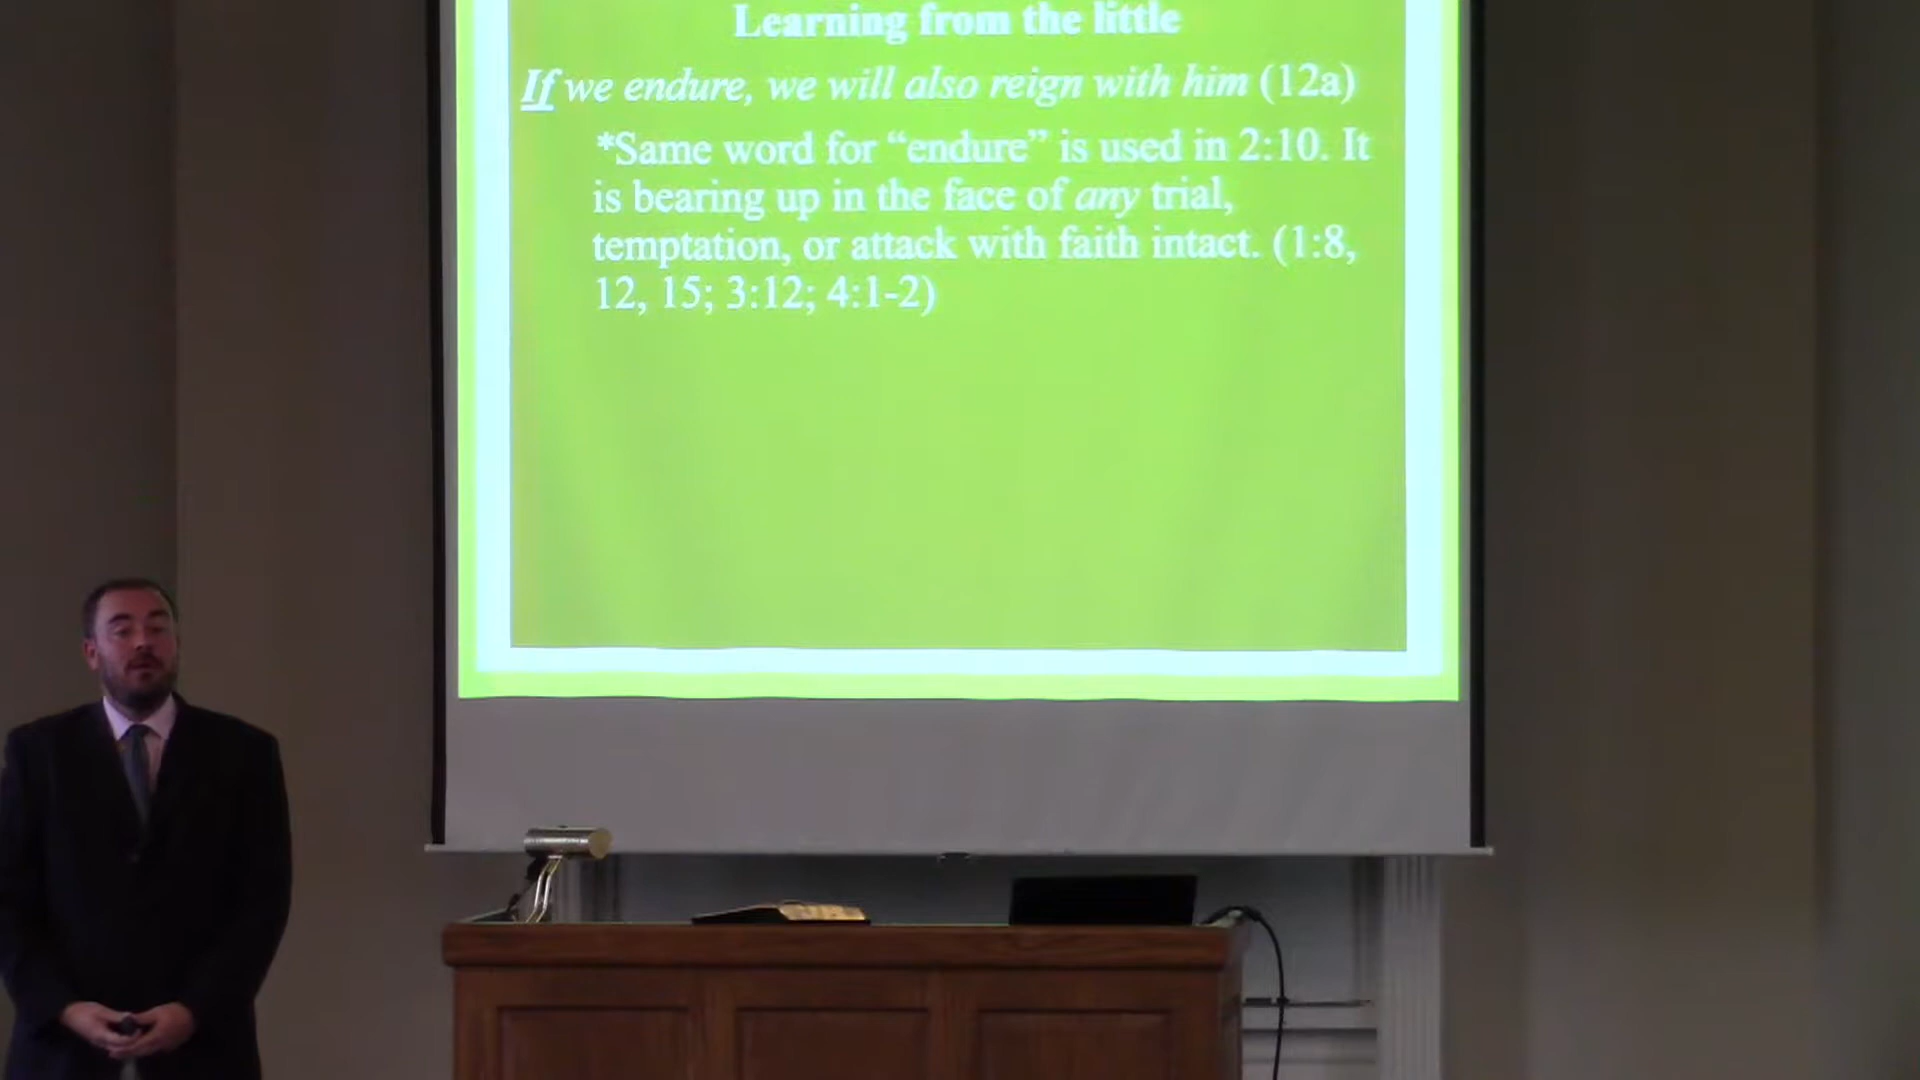 Learning from the little
If we endure, we will also reign with him (12a)
*Same word for “endure” is used in 2:10. It
is bearing up in the face of any trial,
temptation, or attack with faith intact. (1:8,
12, 15; 3:12; 4:1-2)